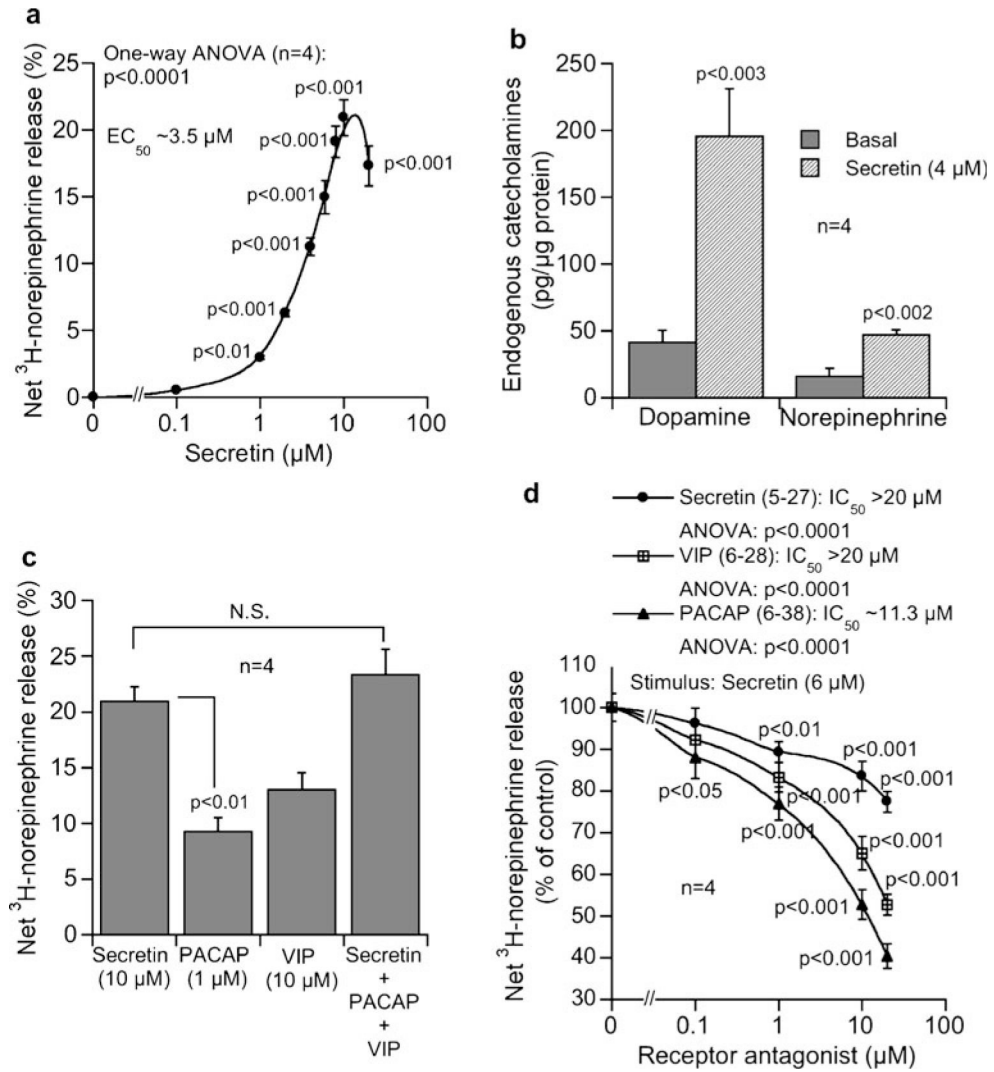 a
One-way ANOVA (n=4):
p<0.0001
EC50 ~3.5 µM
Net 3H-norepinephrine release (%)
25
20
15
10
5
0
p<0.001
p<0.001
p<0.001
p<0.001
p<0.001
p<0.001
p<0.01
0
0.1
1
10
100
Secretin (µM)
b
Endogenous catecholamines
(pg/µg protein)
250
200
150
100
50
0
p<0.003
Basal
Secretin (4 µM)
n=4
p<0.002
Dopamine
Norepinephrine
c
Net 3H-norepinephrine release (%)
30
25
20
15
10
5
0
N.S.
n=4
p<0.01
Secretin
(10 µM)
PACAP
(1 µM)
VIP
(10 µM)
Secretin
+
PACAP
+
VIP
d
Secretin (5-27): IC50 >20 µM
ANOVA: p<0.0001
VIP (6-28): IC50 >20 µM
ANOVA: p<0.0001
PACAP (6-38): IC50 ~11.3 µM
ANOVA: p<0.0001
Net 3H-norepinephrine release
(% of control)
110
100
90
80
70
60
50
40
30
Stimulus: Secretin (6 µM)
p<0.01
p<0.001
p<0.001
p<0.05
p<0.001
p<0.001
p<0.001
p<0.001
p<0.001
p<0.001
n=4
0
0.1
1
10
100
Receptor antagonist (µM)